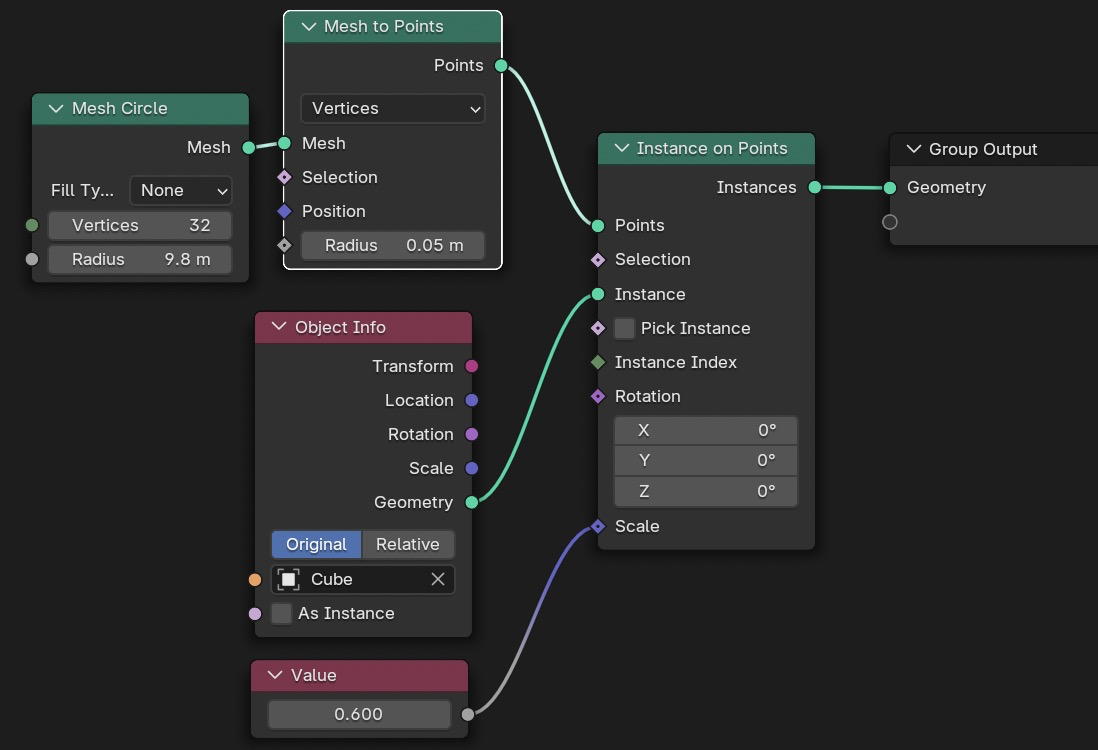 Mesh Circle
Mesh
Fill Ty... None
Vertices 32
Radius 9.8 m
Mesh to Points
Points
Vertices
Mesh
Selection
Position
Radius 0.05 m
Object Info
Transform
Location
Rotation
Scale
Geometry
Original Relative
Cube
As Instance
Value
0.600
Instance on Points
Instances
Points
Selection
Instance
Pick Instance
Instance Index
Rotation
X 0°
Y 0°
Z 0°
Scale
Group Output
Geometry